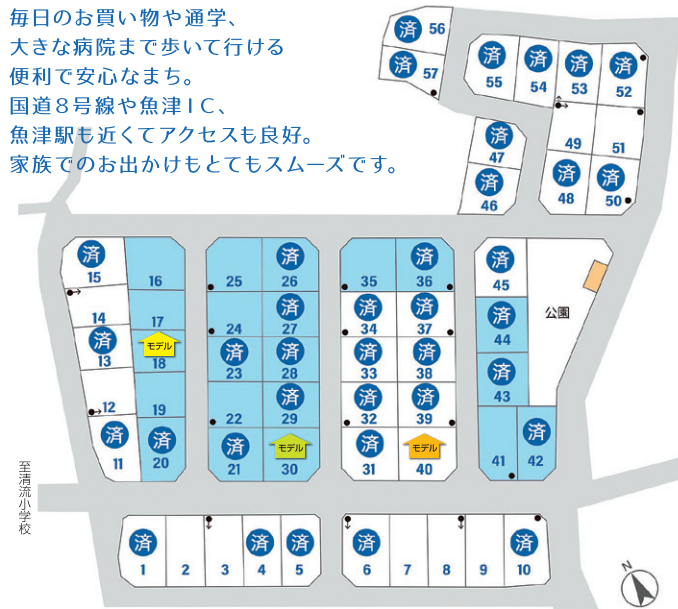 毎日のお買い物や通学、
大きな病院まで歩いて行ける
便利で安心なまち。
国道8号線や魚津IC、
魚津駅も近くてアクセスも良好。
家族でのお出かけもとてもスムーズです。
済 56
済 57
済 55
済 54
済 53
済 52
49
51
済 48
済 50
済 47
済 46
済 15
14
済 13
12
済 11
16
17
モデル 18
19
済 20
25
24
済 23
22
済 21
済 26
済 27
済 28
済 29
モデル 30
35
済 34
済 33
済 32
済 31
済 36
済 37
済 38
済 39
モデル 40
済 45
済 44
済 43
41
済 42
公園
至清流小学校
済 1
2
3
済 4
済 5
済 6
7
8
9
済 10
N